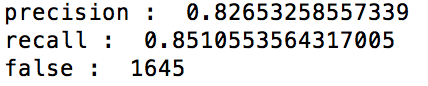 precision :  0.82653258557339
recall :  0.8510553564317005
false :  1645